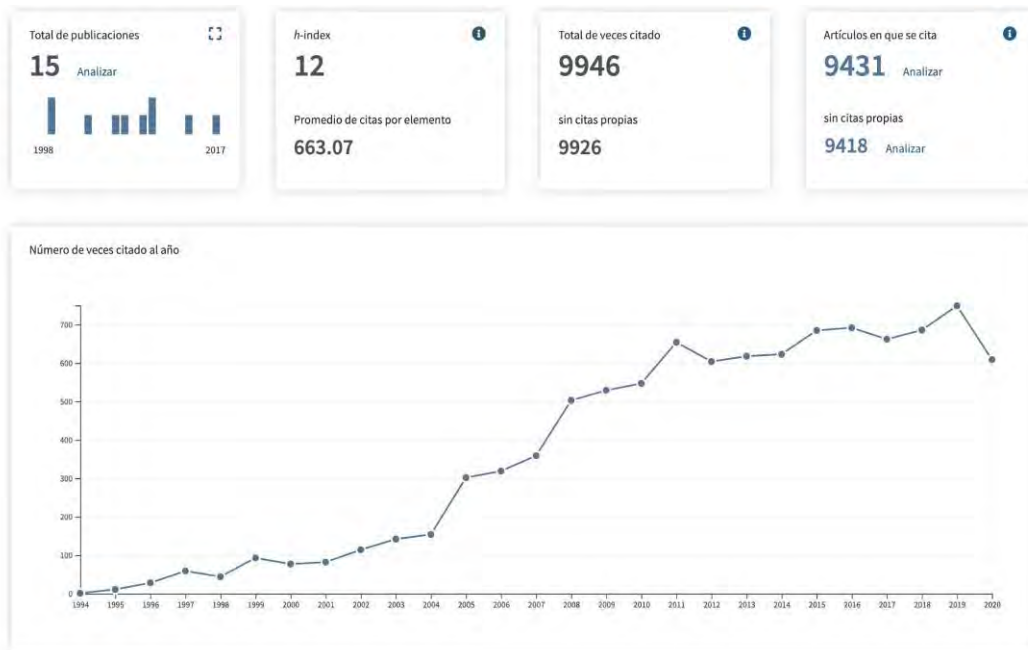 Total de publicaciones
15 Analizar
1998 2017
h-index
12
Promedio de citas por elemento
663.07
Total de veces citado
9946
sin citas propias
9926
Artículos en que se cita
9431 Analizar
sin citas propias
9418 Analizar
Número de veces citado al año
700
600
500
400
300
200
100
0
1994 1995 1996 1997 1998 1999 2000 2001 2002 2003 2004 2005 2006 2007 2008 2009 2010 2011 2012 2013 2014 2015 2016 2017 2018 2019 2020